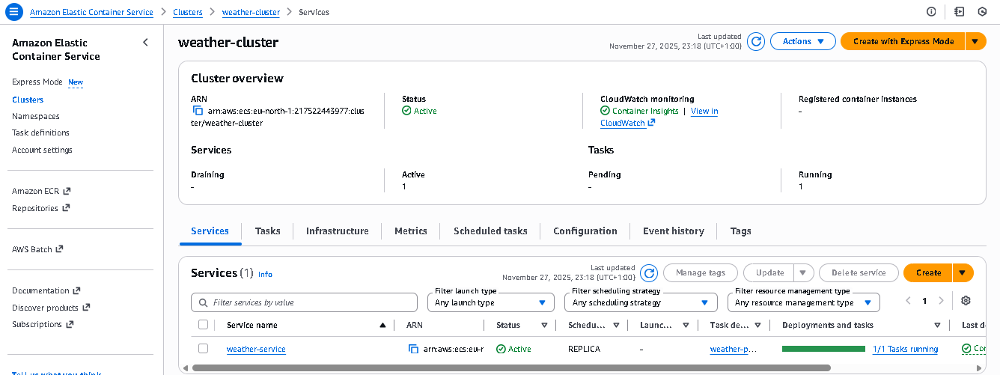 Amazon Elastic Container Service > Clusters > weather-cluster > Services
Amazon Elastic
Container Service
Express Mode New
Clusters
Namespaces
Task definitions
Account settings
Amazon ECR
Repositories
AWS Batch
Documentation
Discover products
Subscriptions
Tell us what you think
weather-cluster
Last updated
November 27, 2025, 23:18 (UTC+1:00)
Actions
Create with Express Mode
Cluster overview
ARN
arn:aws:ecs:eu-north-1:217522443977:clus
ter/weather-cluster
Status
Active
CloudWatch monitoring
Container Insights | View in
CloudWatch
Registered container instances
-
Services
Tasks
Draining
-
Active
1
Pending
-
Running
1
Services Tasks Infrastructure Metrics Scheduled tasks Configuration Event history Tags
Services (1) Info
Last updated
November 27, 2025, 23:18 (UTC+1:00)
Manage tags
Update
Delete service
Create
Filter services by value
Filter launch type
Any launch type
Filter scheduling strategy
Any scheduling strategy
Filter resource management type
Any resource management type
1
Service name ARN Status Schedu... Launc... Task de... Deployments and tasks Last d
weather-service arn:aws:ecs:eu-r Active REPLICA - weather-p... 1/1 Tasks running Cor